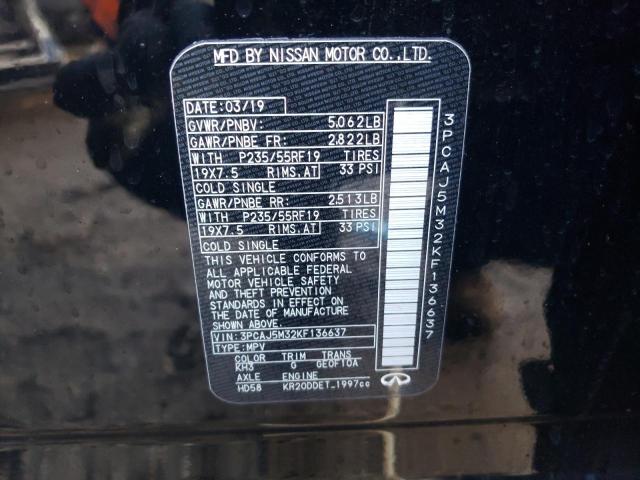 MFD BY NISSAN MOTOR CO.,LTD.
DATE: 03/19
GVWR/PNBV: 5,062LB
GAWR/PNBE FR: 2,822LB
WITH P235/55RF19 TIRES
19X7.5 RIMS,AT 33 PSI
COLD SINGLE
GAWR/PNBE RR: 2,513LB
WITH P235/55RF19 TIRES
19X7.5 RIMS,AT 33 PSI
COLD SINGLE
THIS VEHICLE CONFORMS TO
ALL APPLICABLE FEDERAL
MOTOR VEHICLE SAFETY
AND THEFT PREVENTION
STANDARDS IN EFFECT ON
THE DATE OF MANUFACTURE
SHOWN ABOVE.
VIN: 3PCAJ5M32KF136637
TYPE: MPV
COLOR TRIM TRANS
KH3 G GE0F10A
AXLE ENGINE
HD58 KR20DDET 1997cc
3PCAJ5M32KF136637